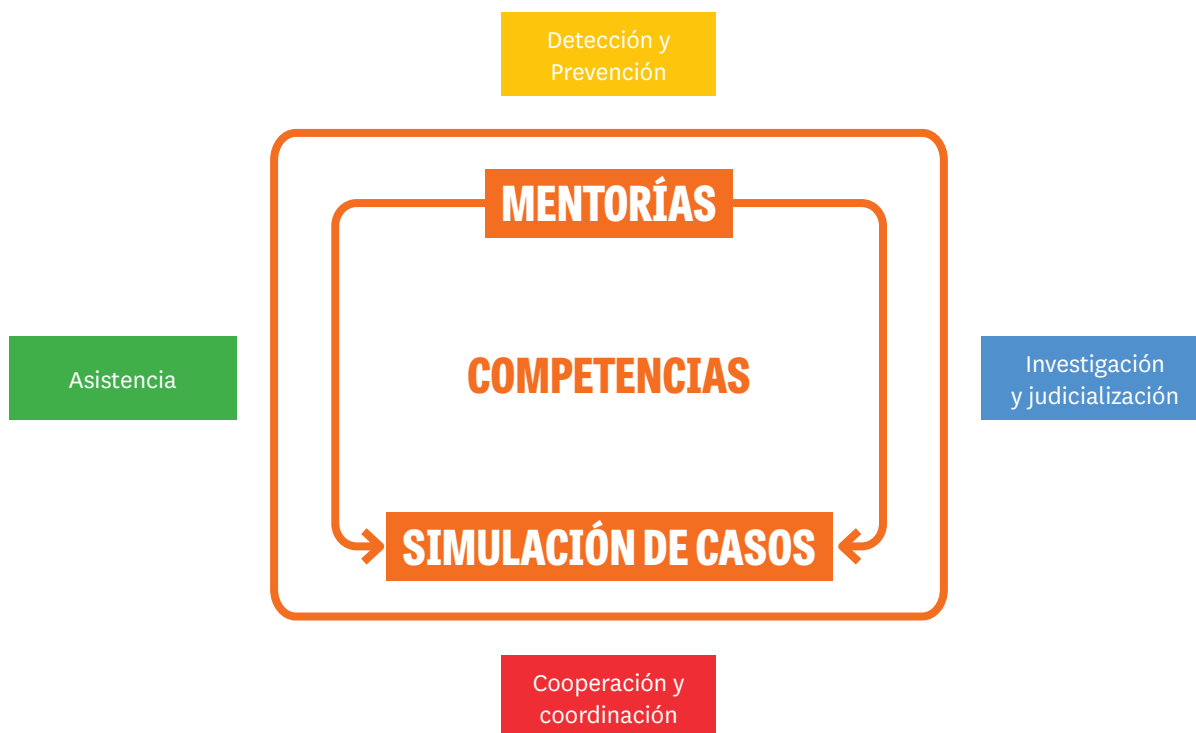 Detección y
Prevención
MENTORÍAS
Asistencia
COMPETENCIAS
Investigación
y judicialización
SIMULACIÓN DE CASOS
Cooperación y
coordinación